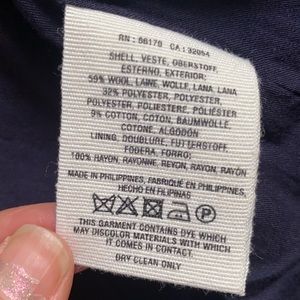 RN: 66170 CA: 32054
SHELL, VESTE, OBERSTOFF,
ESTERNO, EXTERIOR:
59% WOOL, LAINE, WOLLE, LANA, LANA
32% POLYESTER, POLYESTER,
POLYESTER, POLIESTERE, POLIESTER
9% COTTON, COTON, BAUMWOLLE,
COTONE, ALGODON
LINING, DOUBLURE, FUTTERSTOFF,
FODERA, FORRO:
100% RAYON, RAYONNE, REYON, RAYON, RAYÓN
MADE IN PHILIPPINES, FABRIQUÉ EN PHILIPPINES,
HECHO EN FILIPINAS
THIS GARMENT CONTAINS DYE WHICH
MAY DISCOLOR MATERIALS WITH WHICH
IT COMES IN CONTACT.
DRY CLEAN ONLY